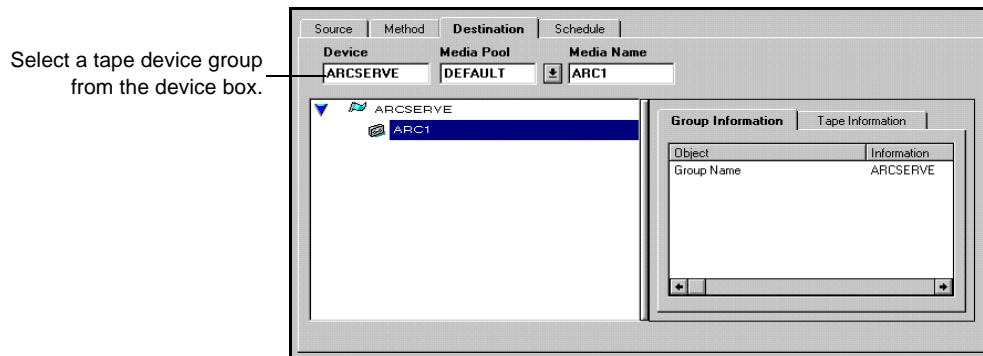 Select a tape device group
from the device box.
Source Method Destination Schedule
Device Media Pool Media Name
ARCSERVE DEFAULT ARC1
ARCSERVE
ARC1
Group Information Tape Information
Object Information
Group Name ARCSERVE